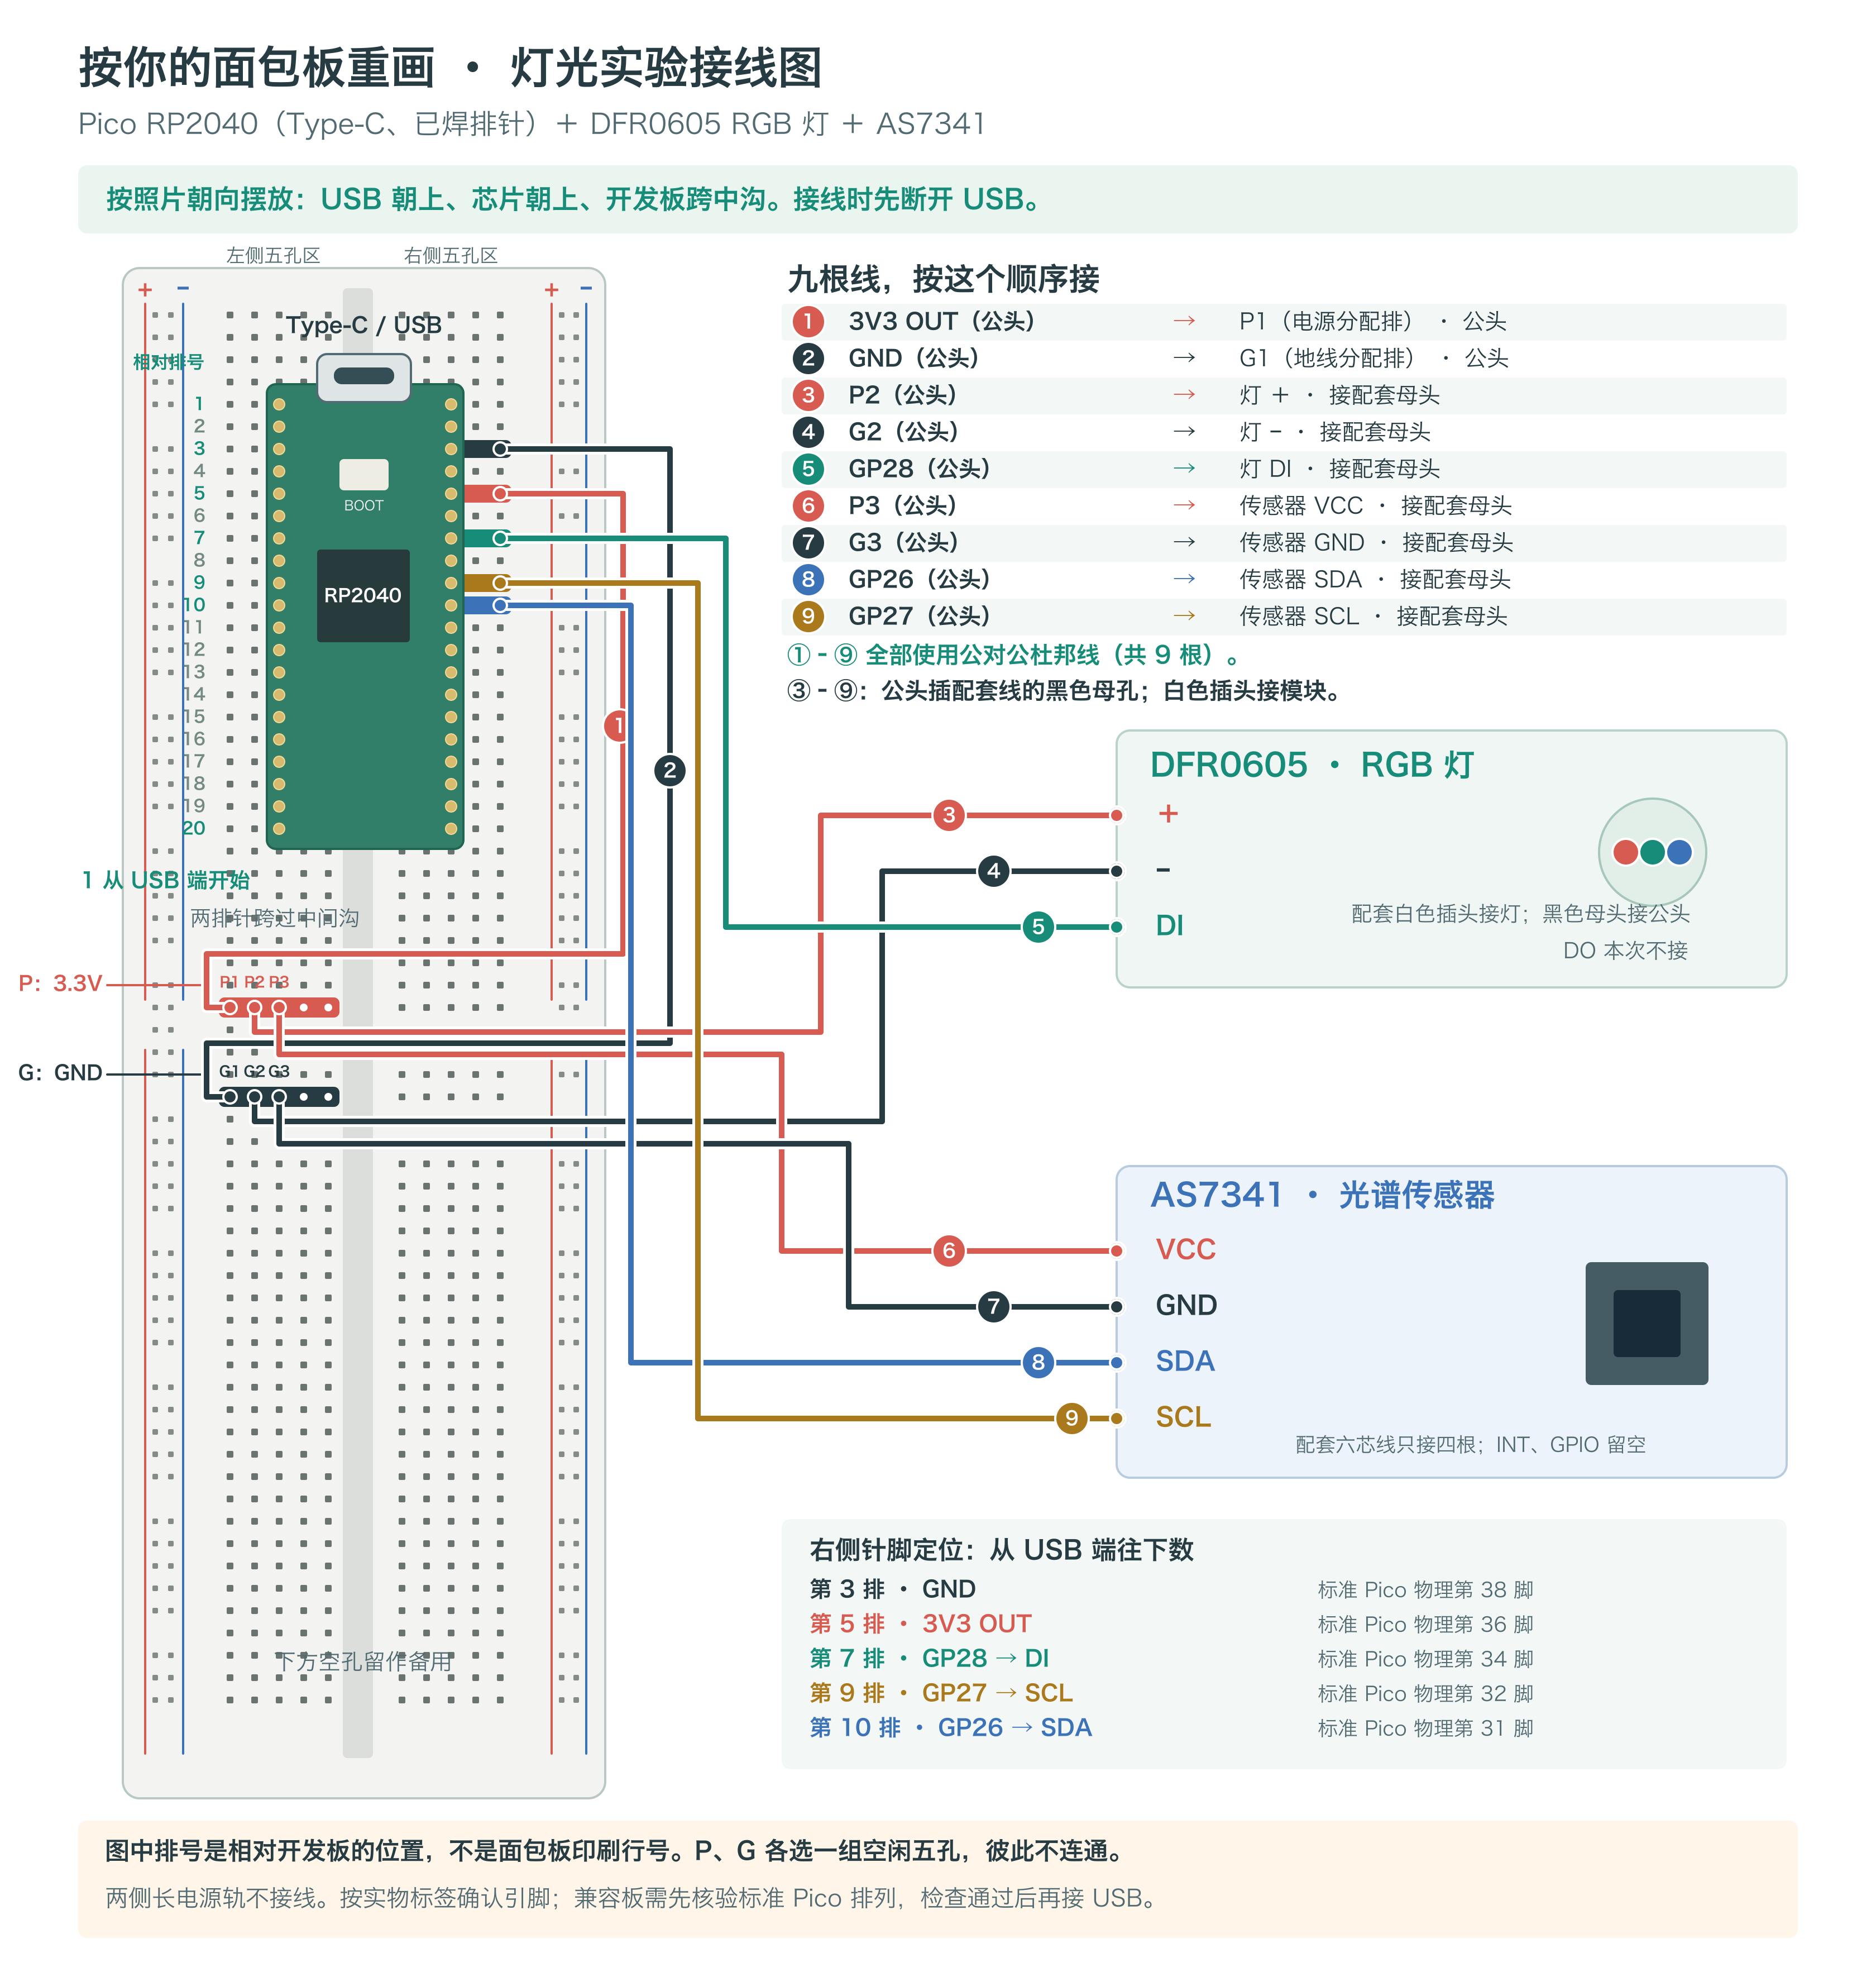 按你的面包板重画 · 灯光实验接线图
Pico RP2040（Type-C、已焊排针）+ DFR0605 RGB 灯 + AS7341
按照片朝向摆放：USB 朝上、芯片朝上、开发板跨中沟。接线时先断开 USB。
左侧五孔区 右侧五孔区
+ − + −
Type-C / USB
相对排号
1
2
3
4
5
6
7
8
9
10
11
12
13
14
15
16
17
18
19
20
BOOT
RP2040
1 从 USB 端开始
两排针跨过中间沟
P：3.3V
P1 P2 P3
G：GND
G1 G2 G3
下方空孔留作备用
1
2
九根线，按这个顺序接
1 3V3 OUT（公头） → P1（电源分配排） · 公头
2 GND（公头） → G1（地线分配排） · 公头
3 P2（公头） → 灯 + · 接配套母头
4 G2（公头） → 灯 − · 接配套母头
5 GP28（公头） → 灯 DI · 接配套母头
6 P3（公头） → 传感器 VCC · 接配套母头
7 G3（公头） → 传感器 GND · 接配套母头
8 GP26（公头） → 传感器 SDA · 接配套母头
9 GP27（公头） → 传感器 SCL · 接配套母头
①-⑨ 全部使用公对公杜邦线（共 9 根）。
③-⑨：公头插配套线的黑色母孔；白色插头接模块。
DFR0605 · RGB 灯
3 +
4 −
5 DI
配套白色插头接灯；黑色母头接公头
DO 本次不接
AS7341 · 光谱传感器
6 VCC
7 GND
8 SDA
9 SCL
配套六芯线只接四根；INT、GPIO 留空
右侧针脚定位：从 USB 端往下数
第 3 排 · GND 标准 Pico 物理第 38 脚
第 5 排 · 3V3 OUT 标准 Pico 物理第 36 脚
第 7 排 · GP28 → DI 标准 Pico 物理第 34 脚
第 9 排 · GP27 → SCL 标准 Pico 物理第 32 脚
第 10 排 · GP26 → SDA 标准 Pico 物理第 31 脚
图中排号是相对开发板的位置，不是面包板印刷行号。P、G 各选一组空闲五孔，彼此不连通。
两侧长电源轨不接线。按实物标签确认引脚；兼容板需先核验标准 Pico 排列，检查通过后再接 USB。